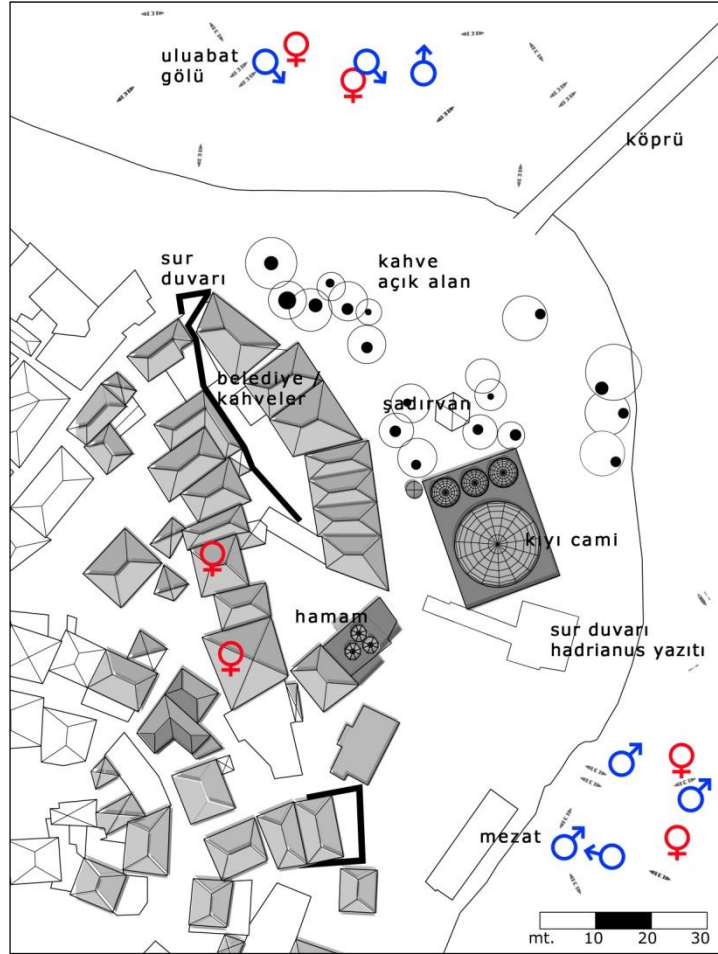 uluabat
gölü
köprü
sur
duvarı
kahve
açık alan
belediye /
kahveler
şadırvan
kıyı cami
hamam
sur duvarı
hadrianus yazıtı
mezat
mt. 10 20 30